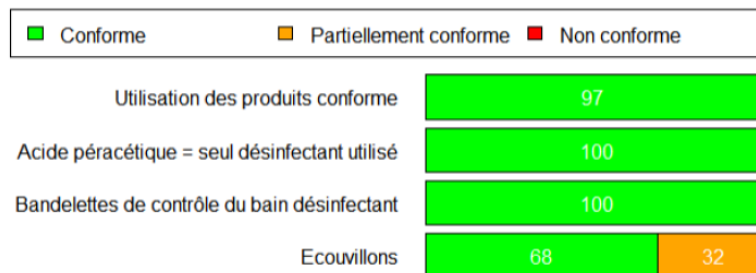 Conforme Partiellement conforme Non conforme
Utilisation des produits conforme 97
Acide péracétique = seul désinfectant utilisé 100
Bandelettes de contrôle du bain désinfectant 100
Ecouvillons 68 32